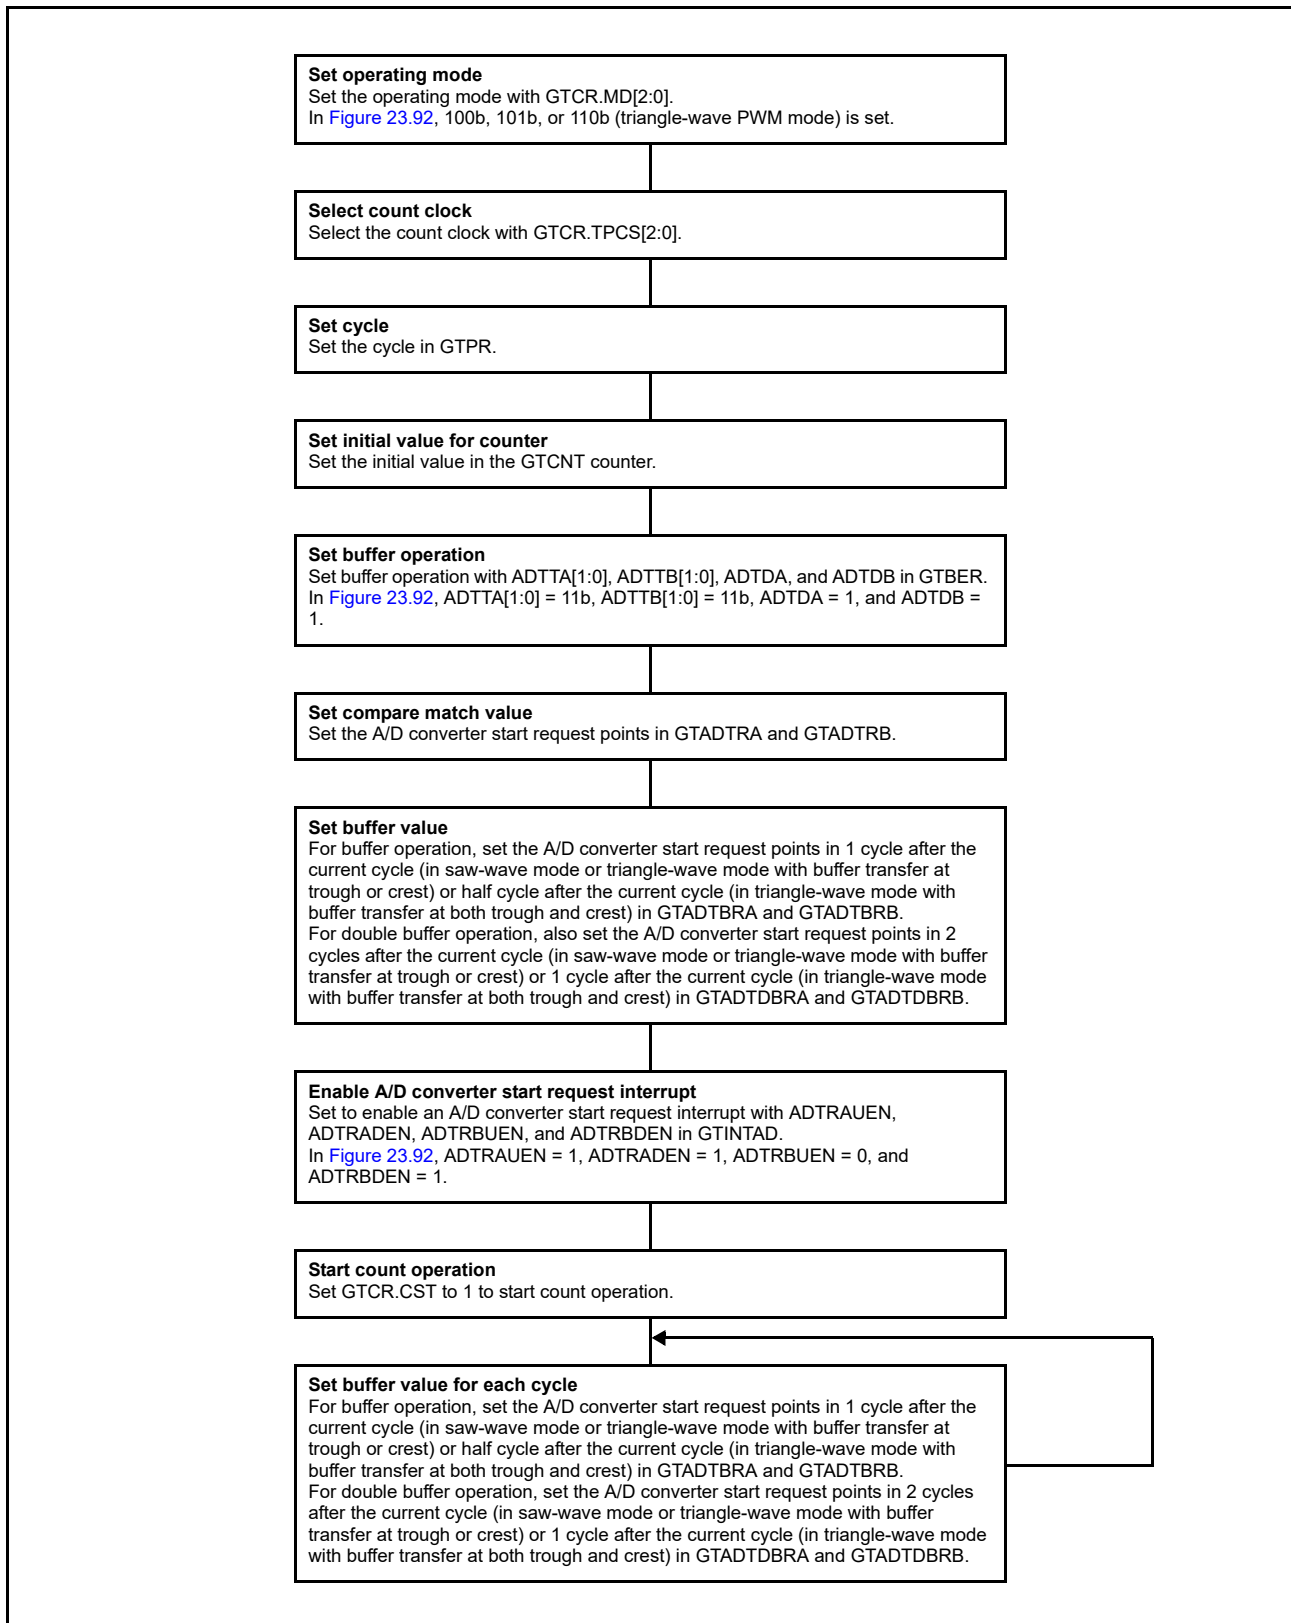 Set operating mode
Set the operating mode with GTCR.MD[2:0].
In Figure 23.92, 100b, 101b, or 110b (triangle-wave PWM mode) is set.
Select count clock
Select the count clock with GTCR.TPCS[2:0].
Set cycle
Set the cycle in GTPR.
Set initial value for counter
Set the initial value in the GTCNT counter.
Set buffer operation
Set buffer operation with ADTTA[1:0], ADTTB[1:0], ADTDA, and ADTDB in GTBER.
In Figure 23.92, ADTTA[1:0] = 11b, ADTTB[1:0] = 11b, ADTDA = 1, and ADTDB =
1.
Set compare match value
Set the A/D converter start request points in GTADTRA and GTADTRB.
Set buffer value
For buffer operation, set the A/D converter start request points in 1 cycle after the
current cycle (in saw-wave mode or triangle-wave mode with buffer transfer at
trough or crest) or half cycle after the current cycle (in triangle-wave mode with
buffer transfer at both trough and crest) in GTADTBRA and GTADTBRB.
For double buffer operation, also set the A/D converter start request points in 2
cycles after the current cycle (in saw-wave mode or triangle-wave mode with buffer
transfer at trough or crest) or 1 cycle after the current cycle (in triangle-wave mode
with buffer transfer at both trough and crest) in GTADTDBRA and GTADTDBRB.
Enable A/D converter start request interrupt
Set to enable an A/D converter start request interrupt with ADTRAUEN,
ADTRADEN, ADTRBUEN, and ADTRBDEN in GTINTAD.
In Figure 23.92, ADTRAUEN = 1, ADTRADEN = 1, ADTRBUEN = 0, and
ADTRBDEN = 1.
Start count operation
Set GTCR.CST to 1 to start count operation.
Set buffer value for each cycle
For buffer operation, set the A/D converter start request points in 1 cycle after the
current cycle (in saw-wave mode or triangle-wave mode with buffer transfer at
trough or crest) or half cycle after the current cycle (in triangle-wave mode with
buffer transfer at both trough and crest) in GTADTBRA and GTADTBRB.
For double buffer operation, set the A/D converter start request points in 2 cycles
after the current cycle (in saw-wave mode or triangle-wave mode with buffer
transfer at trough or crest) or 1 cycle after the current cycle (in triangle-wave mode
with buffer transfer at both trough and crest) in GTADTDBRA and GTADTDBRB.